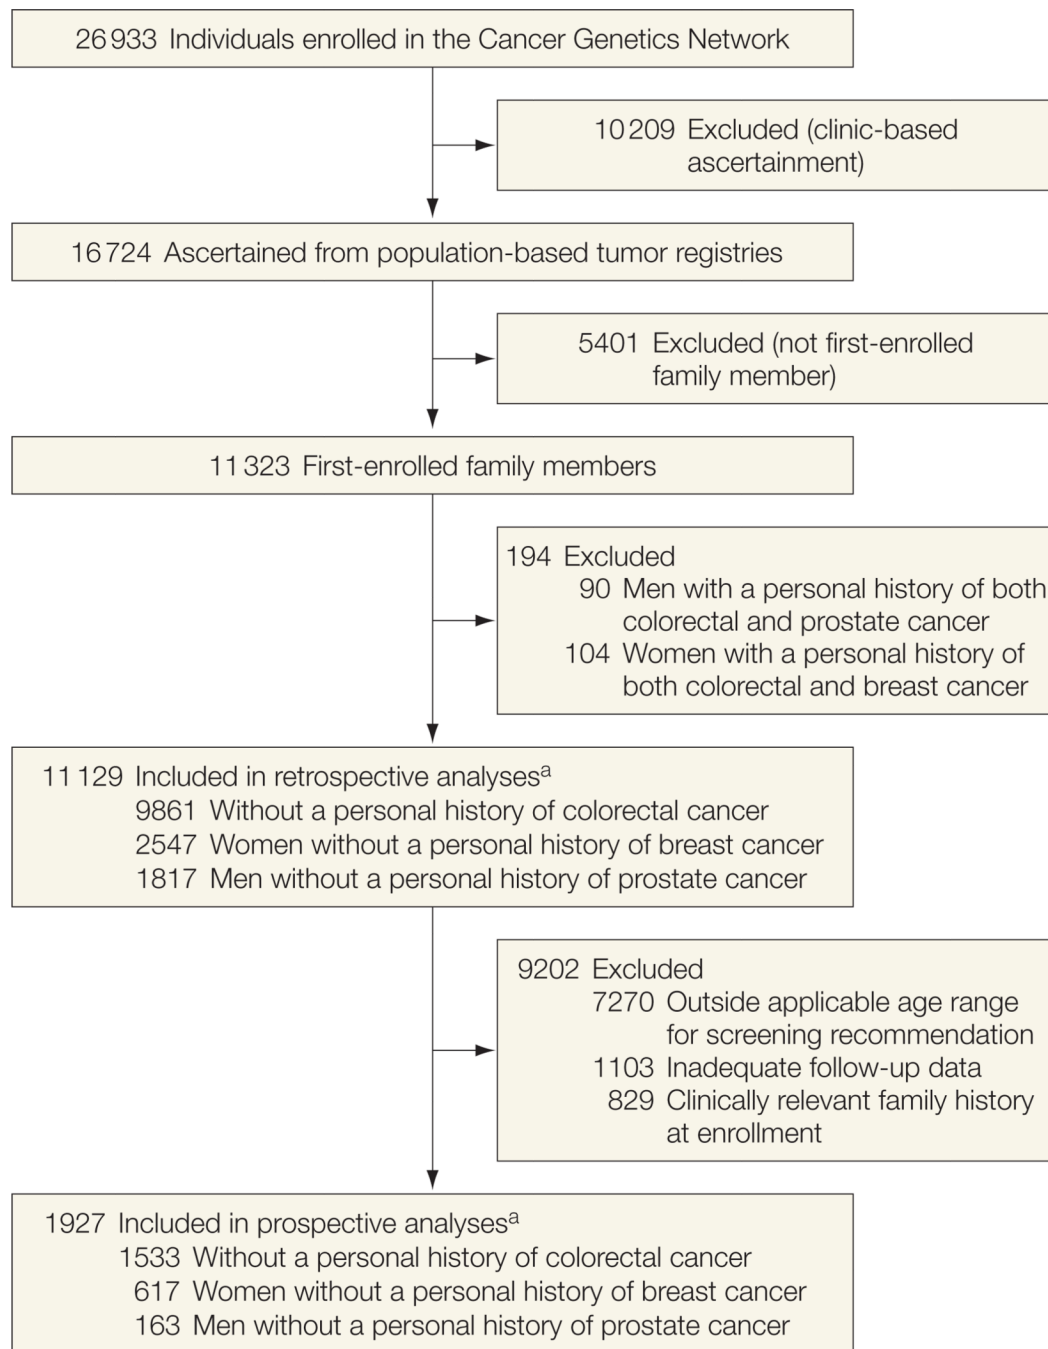 26 933 Individuals enrolled in the Cancer Genetics Network
10 209 Excluded (clinic-based
ascertainment)
16 724 Ascertained from population-based tumor registries
5401 Excluded (not first-enrolled
family member)
11 323 First-enrolled family members
194 Excluded
90 Men with a personal history of both
colorectal and prostate cancer
104 Women with a personal history of
both colorectal and breast cancer
11 129 Included in retrospective analysesᵃ
9861 Without a personal history of colorectal cancer
2547 Women without a personal history of breast cancer
1817 Men without a personal history of prostate cancer
9202 Excluded
7270 Outside applicable age range
for screening recommendation
1103 Inadequate follow-up data
829 Clinically relevant family history
at enrollment
1927 Included in prospective analysesᵃ
1533 Without a personal history of colorectal cancer
617 Women without a personal history of breast cancer
163 Men without a personal history of prostate cancer